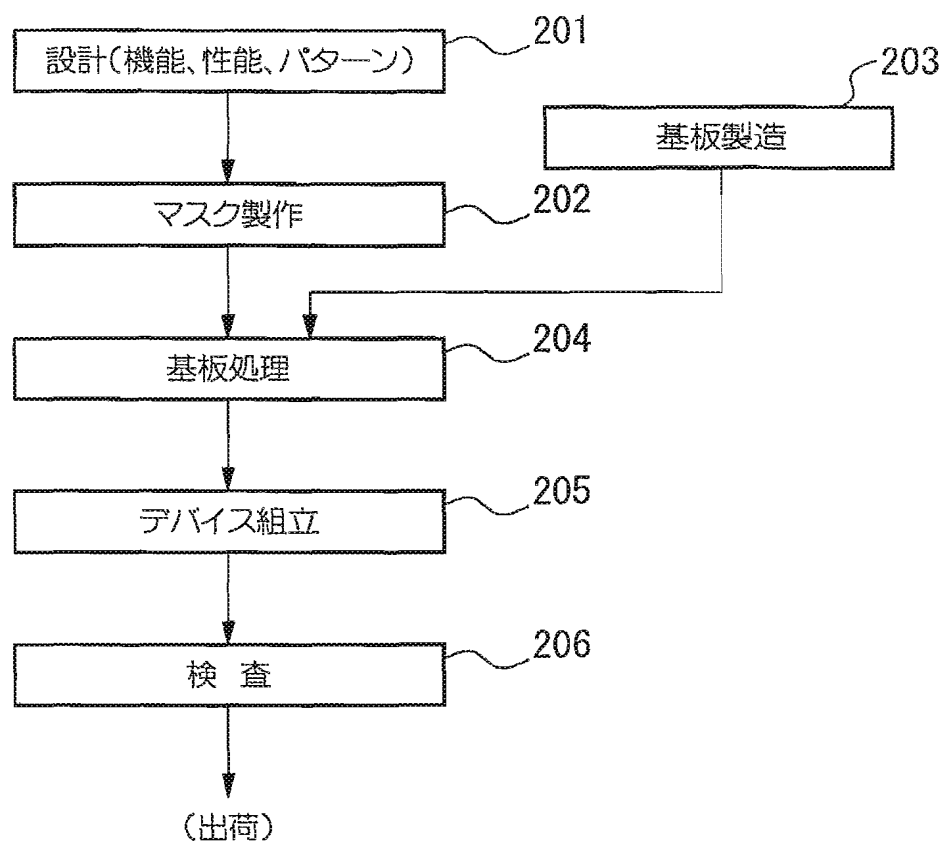 設計(機能、性能、パターン)
201
203
基板製造
マスク製作
202
基板処理
204
デバイス組立
205
検 査
206
(出荷)